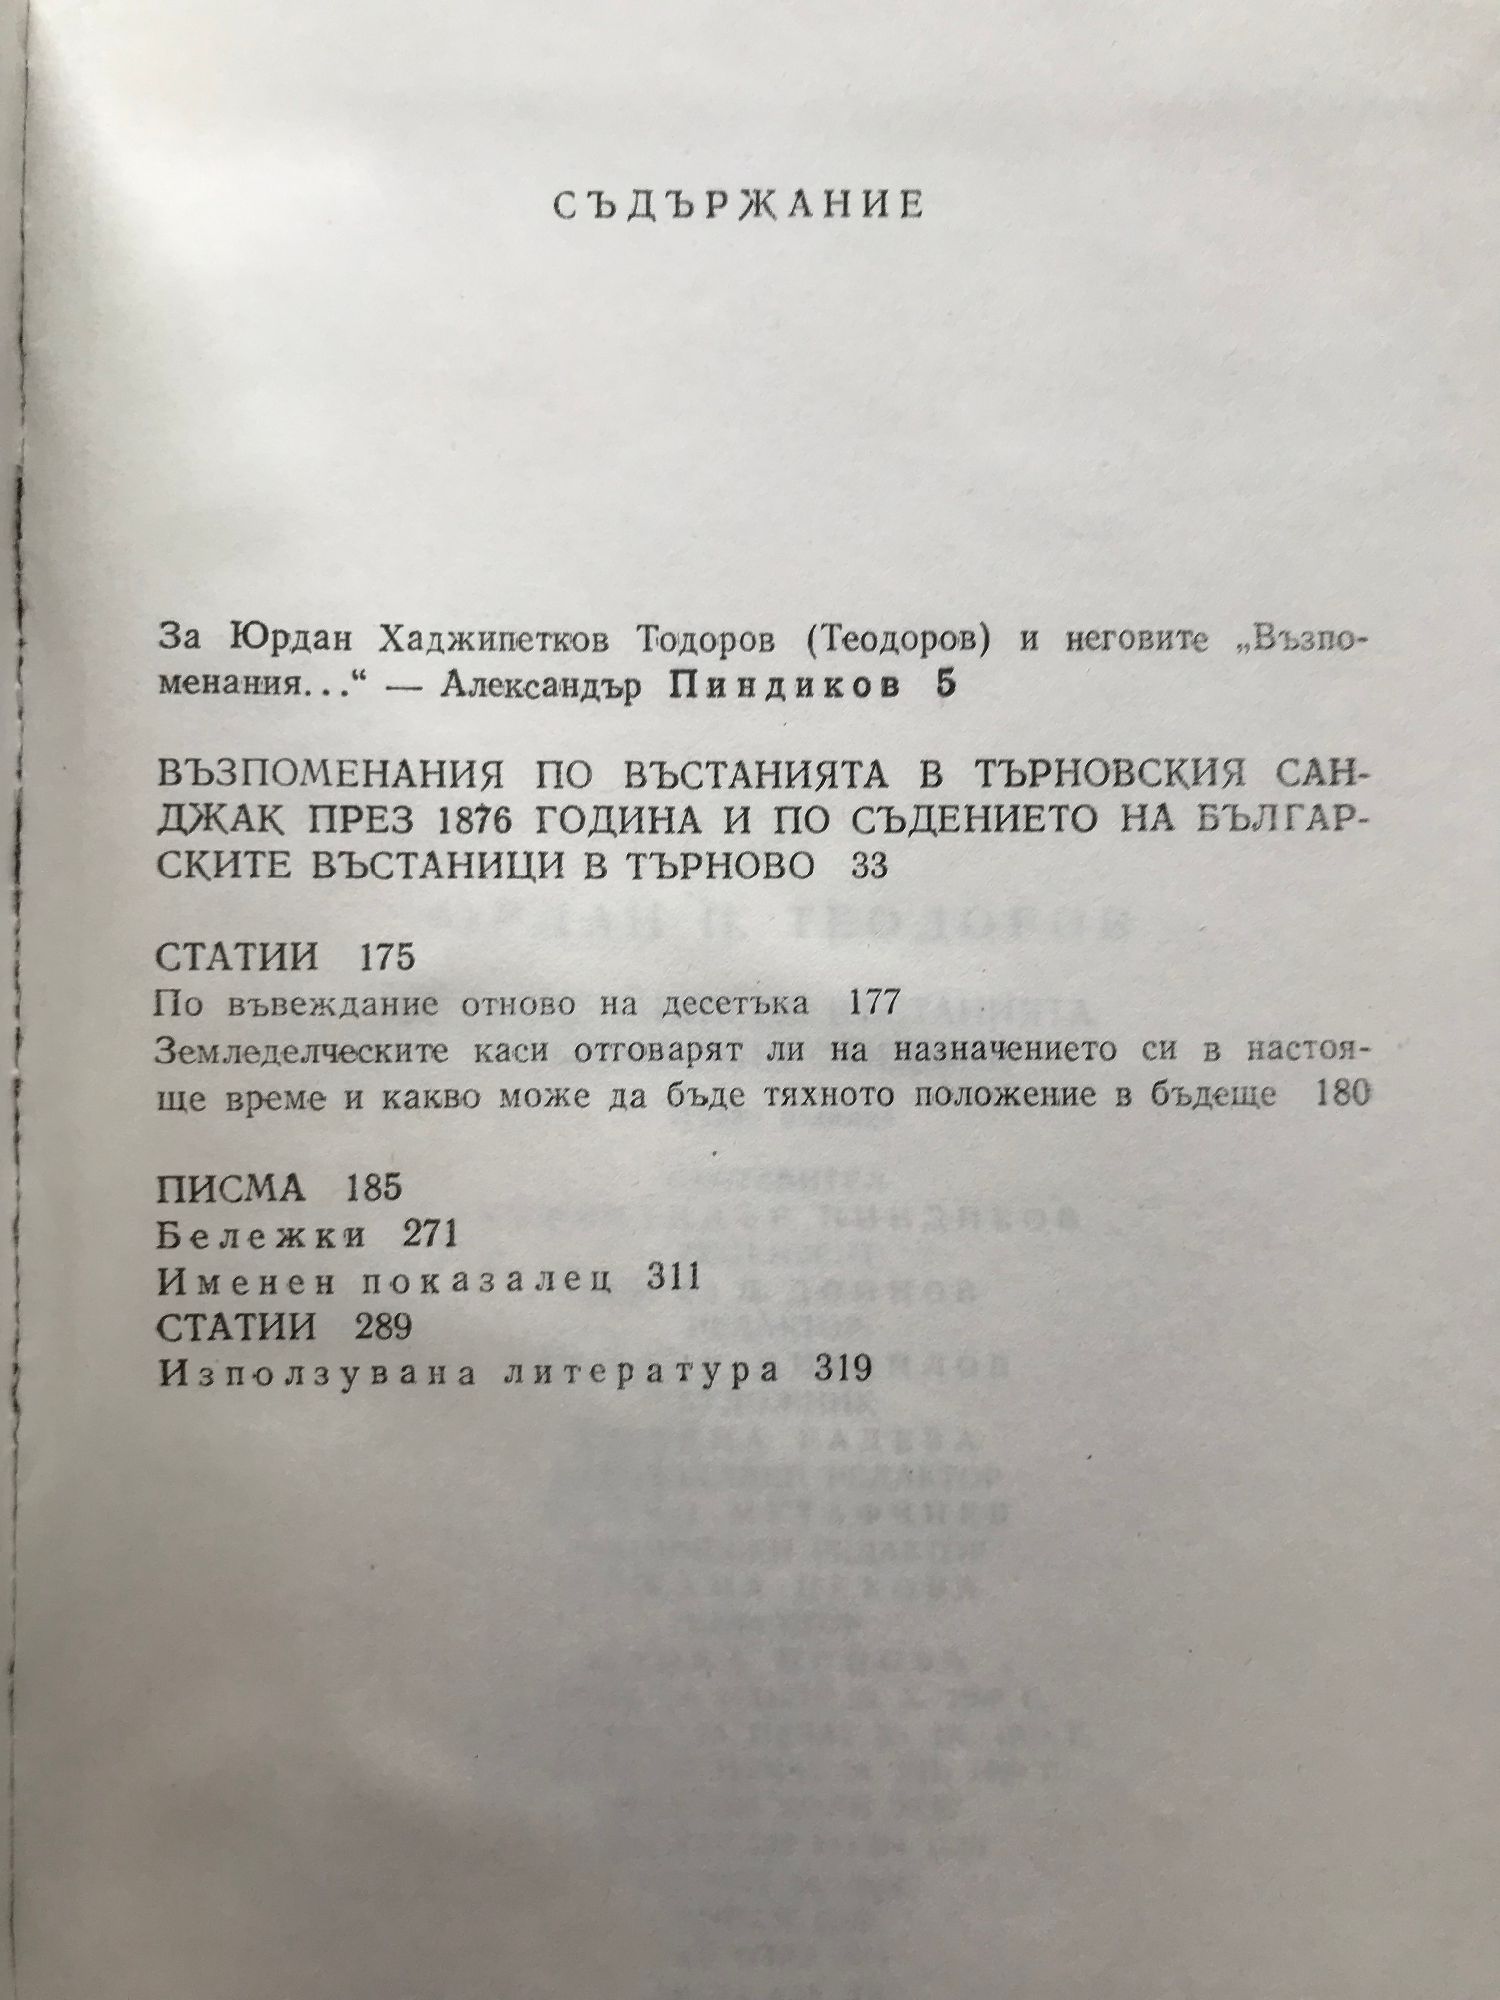 СЪДЪРЖАНИЕ
За Юрдан Хаджипетков Тодоров (Теодоров) и неговите „Възпо-
менания...“ — Александър Пиндиков 5
ВЪЗПОМЕНАНИЯ ПО ВЪСТАНИЯТА В ТЪРНОВСКИЯ САН-
ДЖАК ПРЕЗ 1876 ГОДИНА И ПО СЪДЕНИЕТО НА БЪЛГАР-
СКИТЕ ВЪСТАНИЦИ В ТЪРНОВО 33
СТАТИИ 175
По въвеждание отново на десетъка 177
Земледелческите каси отговарят ли на назначението си в настоя-
ще време и какво може да бъде тяхното положение в бъдеще 180
ПИСМА 185
Бележки 271
Именен показалец 311
СТАТИИ 289
Използувана литература 319